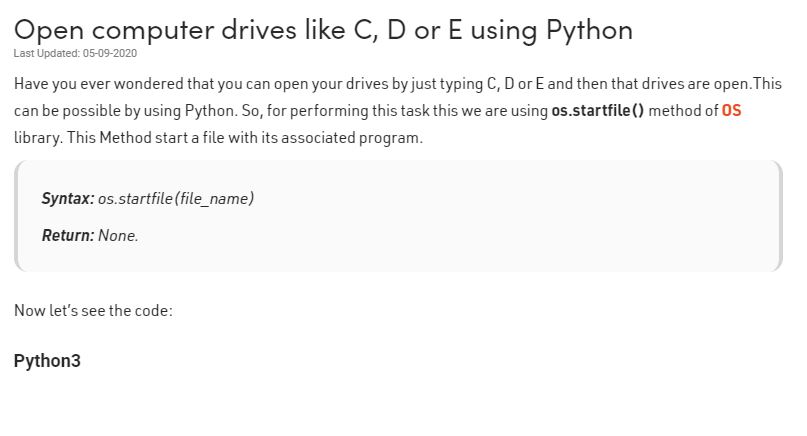 Open computer drives like C, D or E using Python
Last Updated: 05-09-2020
Have you ever wondered that you can open your drives by just typing C, D or E and then that drives are open.This
can be possible by using Python. So, for performing this task this we are using os.startfile() method of OS
library. This Method start a file with its associated program.
Syntax: os.startfile(file_name)
Return: None.
Now let's see the code:
Python3